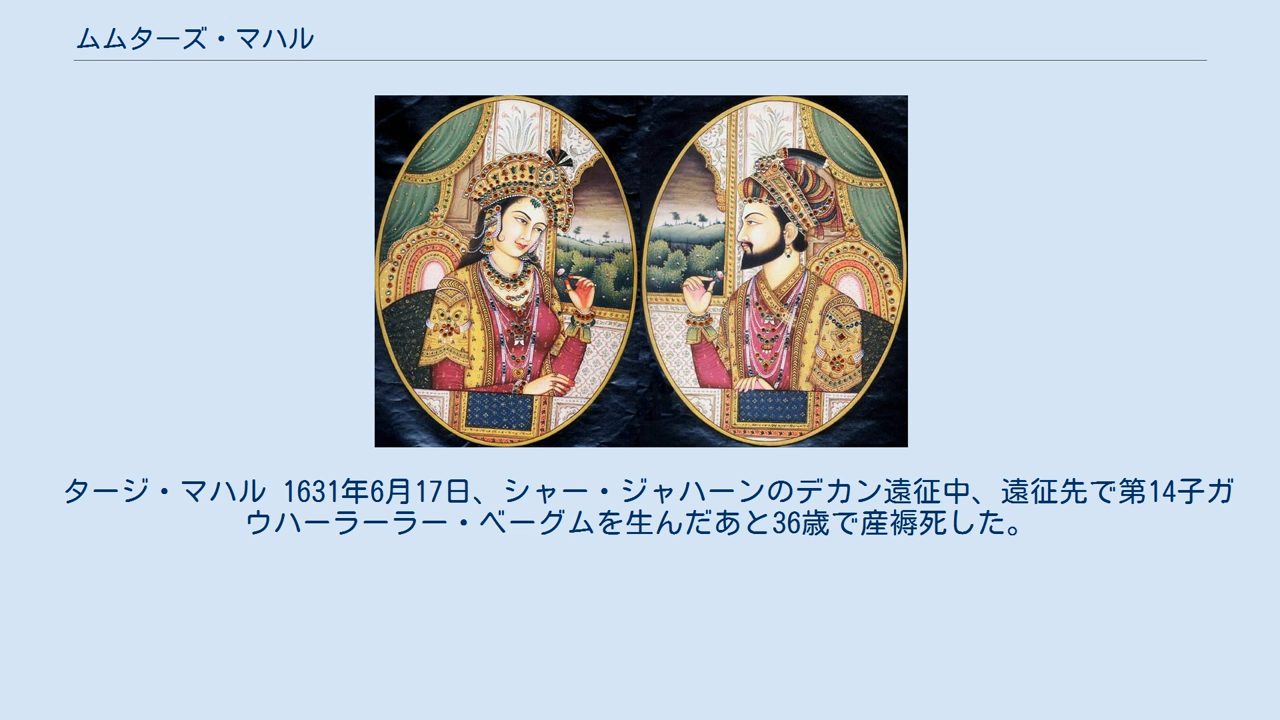 ムムターズ・マハル
タージ・マハル 1631年6月17日、シャー・ジャハーンのデカン遠征中、遠征先で第14子ガ
ウハーラーラー・ベーグムを生んだあと36歳で産褥死した。